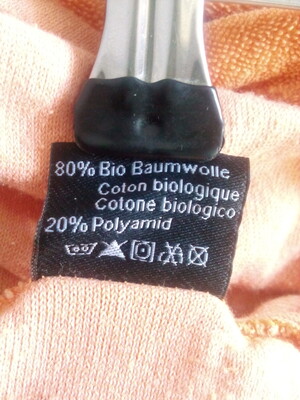 80% Bio Baumwolle
Coton biologique
Cotone biologico
20% Polyamid